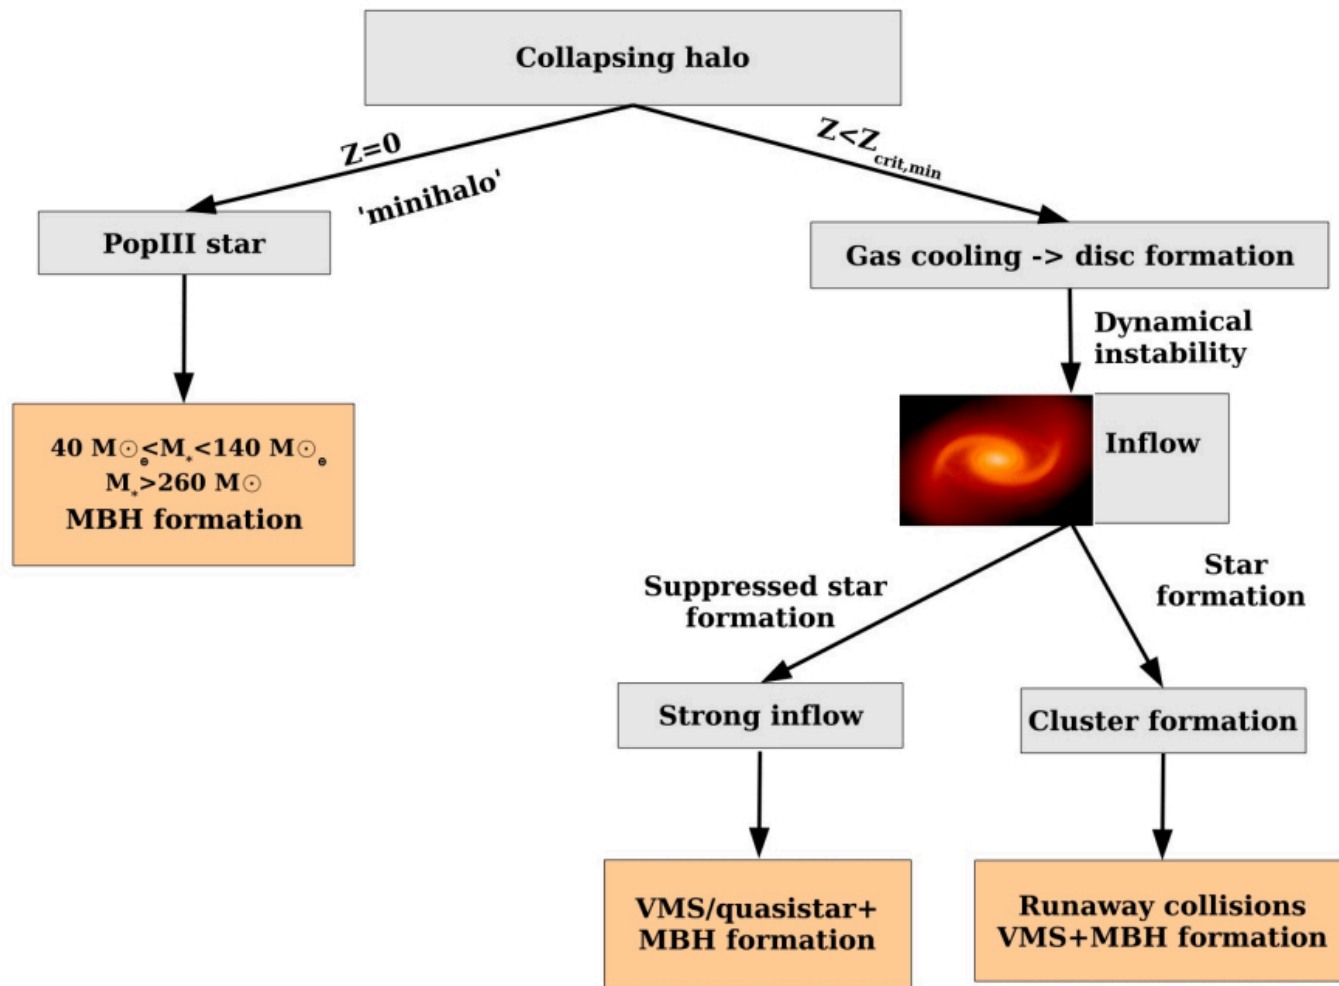 Collapsing halo
Z=0
'minihalo'
Z<Z_crit,min
PopIII star
Gas cooling -> disc formation
Dynamical
instability
40 M☉<M*<140 M☉
M*>260 M☉
MBH formation
Inflow
Suppressed star
formation
Star
formation
Strong inflow
Cluster formation
VMS/quasistar+
MBH formation
Runaway collisions
VMS+MBH formation